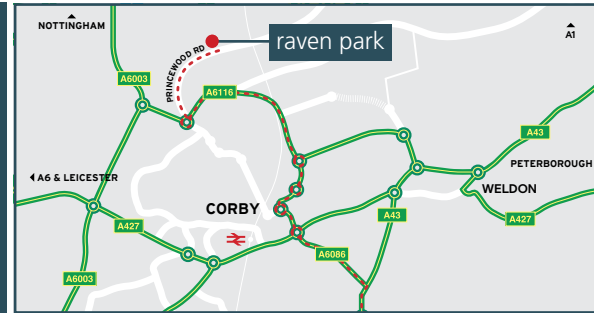 NOTTINGHAM
A1
raven park
PRINCEWOOD RD
A6003
A6116
A43
PETERBOROUGH
A6 & LEICESTER
WELDON
CORBY
A43
A427
A427
A6086
A6003